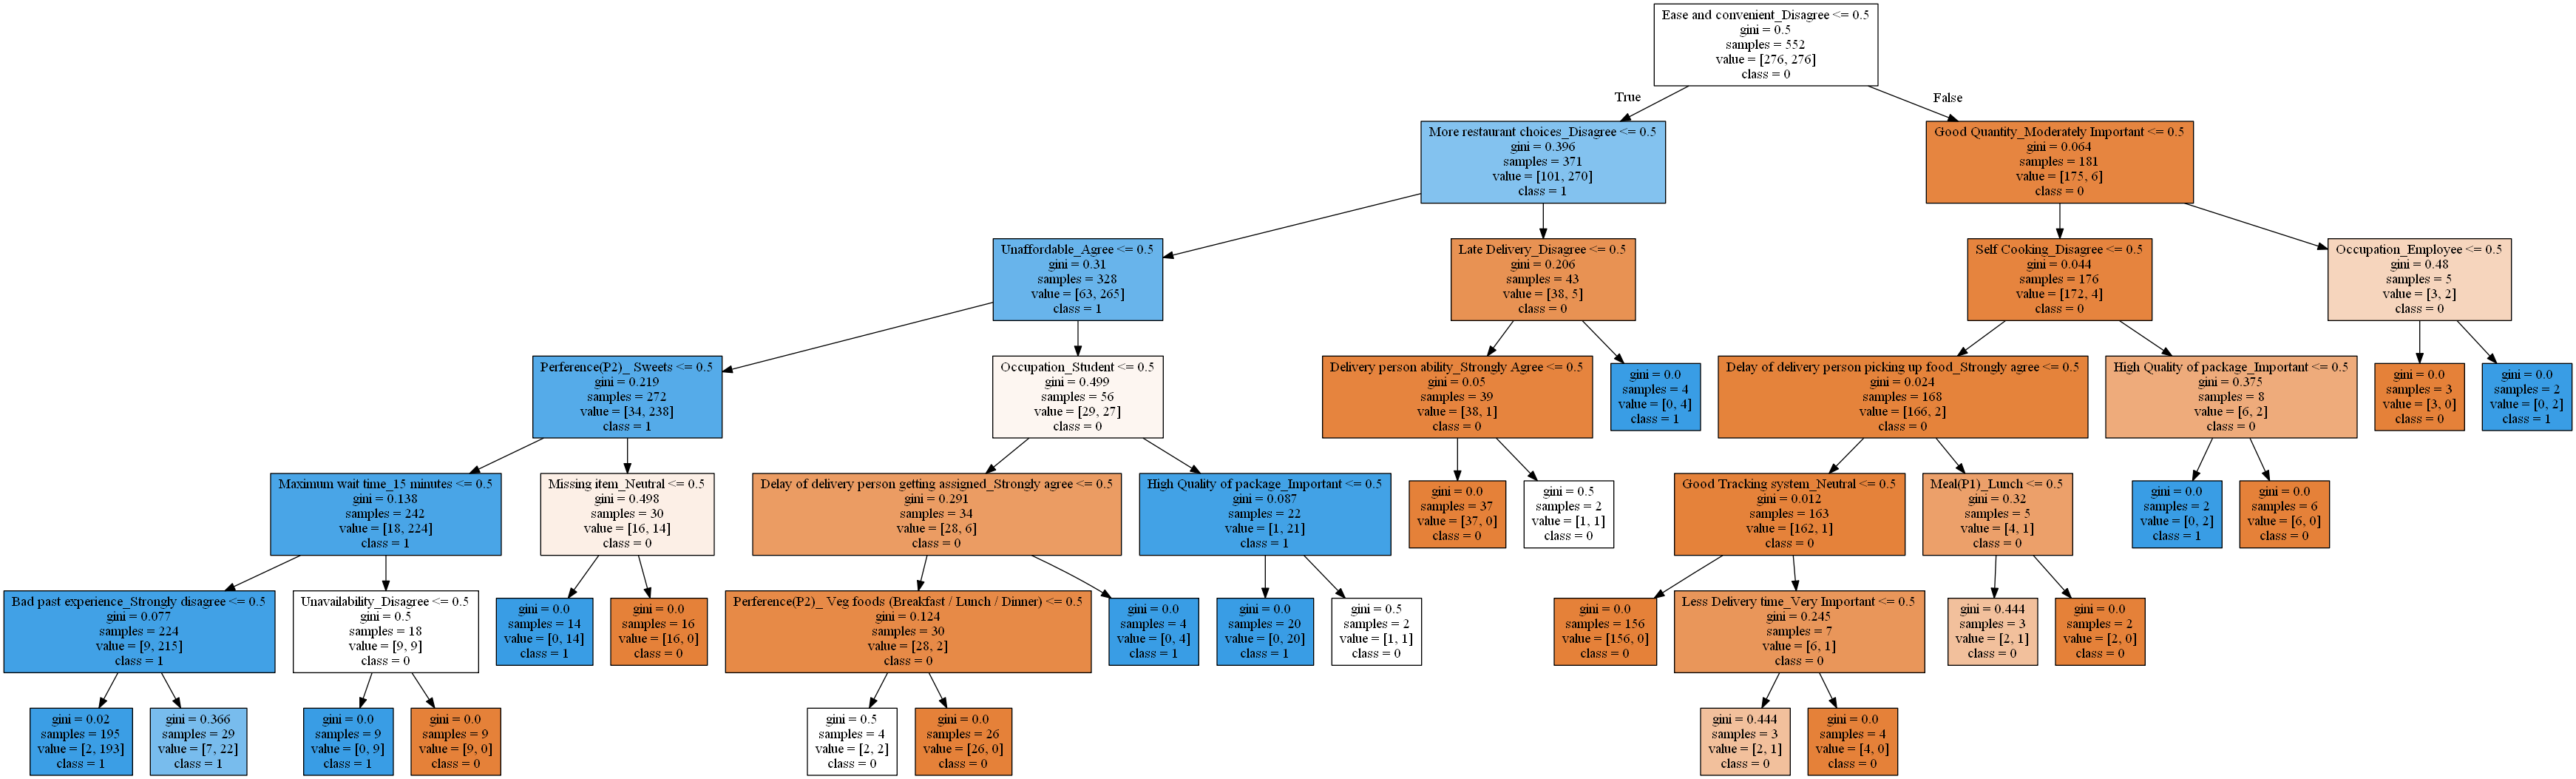 Ease and convenient_Disagree <= 0.5
gini = 0.5
samples = 552
value = [276, 276]
class = 0
True
False
More restaurant choices_Disagree <= 0.5
gini = 0.396
samples = 371
value = [101, 270]
class = 1
Good Quantity_Moderately Important <= 0.5
gini = 0.064
samples = 181
value = [175, 6]
class = 0
Unaffordable_Agree <= 0.5
gini = 0.31
samples = 328
value = [63, 265]
class = 1
Late Delivery_Disagree <= 0.5
gini = 0.206
samples = 43
value = [38, 5]
class = 0
Self Cooking_Disagree <= 0.5
gini = 0.044
samples = 176
value = [172, 4]
class = 0
Occupation_Employee <= 0.5
gini = 0.48
samples = 5
value = [3, 2]
class = 0
Perference(P2)_ Sweets <= 0.5
gini = 0.219
samples = 272
value = [34, 238]
class = 1
Occupation_Student <= 0.5
gini = 0.499
samples = 56
value = [29, 27]
class = 0
Delivery person ability_Strongly Agree <= 0.5
gini = 0.05
samples = 39
value = [38, 1]
class = 0
gini = 0.0
samples = 4
value = [0, 4]
class = 1
Delay of delivery person picking up food_Strongly agree <= 0.5
gini = 0.024
samples = 168
value = [166, 2]
class = 0
High Quality of package_Important <= 0.5
gini = 0.375
samples = 8
value = [6, 2]
class = 0
gini = 0.0
samples = 3
value = [3, 0]
class = 0
gini = 0.0
samples = 2
value = [0, 2]
class = 1
Maximum wait time_15 minutes <= 0.5
gini = 0.138
samples = 242
value = [18, 224]
class = 1
Missing item_Neutral <= 0.5
gini = 0.498
samples = 30
value = [16, 14]
class = 0
Delay of delivery person getting assigned_Strongly agree <= 0.5
gini = 0.291
samples = 34
value = [28, 6]
class = 0
High Quality of package_Important <= 0.5
gini = 0.087
samples = 22
value = [1, 21]
class = 1
gini = 0.0
samples = 37
value = [37, 0]
class = 0
gini = 0.5
samples = 2
value = [1, 1]
class = 0
Good Tracking system_Neutral <= 0.5
gini = 0.012
samples = 163
value = [162, 1]
class = 0
Meal(P1)_Lunch <= 0.5
gini = 0.32
samples = 5
value = [4, 1]
class = 0
gini = 0.0
samples = 2
value = [0, 2]
class = 1
gini = 0.0
samples = 6
value = [6, 0]
class = 0
Bad past experience_Strongly disagree <= 0.5
gini = 0.077
samples = 224
value = [9, 215]
class = 1
Unavailability_Disagree <= 0.5
gini = 0.5
samples = 18
value = [9, 9]
class = 0
gini = 0.0
samples = 14
value = [0, 14]
class = 1
gini = 0.0
samples = 16
value = [16, 0]
class = 0
Perference(P2)_ Veg foods (Breakfast / Lunch / Dinner) <= 0.5
gini = 0.124
samples = 30
value = [28, 2]
class = 0
gini = 0.0
samples = 4
value = [0, 4]
class = 1
gini = 0.0
samples = 20
value = [0, 20]
class = 1
gini = 0.5
samples = 2
value = [1, 1]
class = 0
gini = 0.0
samples = 156
value = [156, 0]
class = 0
Less Delivery time_Very Important <= 0.5
gini = 0.245
samples = 7
value = [6, 1]
class = 0
gini = 0.444
samples = 3
value = [2, 1]
class = 0
gini = 0.0
samples = 2
value = [2, 0]
class = 0
gini = 0.02
samples = 195
value = [2, 193]
class = 1
gini = 0.366
samples = 29
value = [7, 22]
class = 1
gini = 0.0
samples = 9
value = [0, 9]
class = 1
gini = 0.0
samples = 9
value = [9, 0]
class = 0
gini = 0.5
samples = 4
value = [2, 2]
class = 0
gini = 0.0
samples = 26
value = [26, 0]
class = 0
gini = 0.444
samples = 3
value = [2, 1]
class = 0
gini = 0.0
samples = 4
value = [4, 0]
class = 0